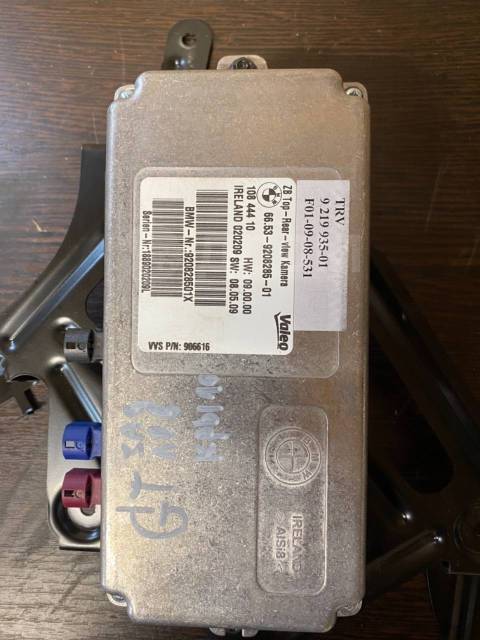 TRV
9 219 935-01
F01-09-08-531
ZB Top-Rear-view Kamera
66.53-9208285-01
108 444 10 HW: 09.00.00
IRELAND 020209 SW: 08.05.09
BMW-Nr.:920828501X
Serien-Nr:
Valeo
VVS P/N: 906616
GT
IRELAND